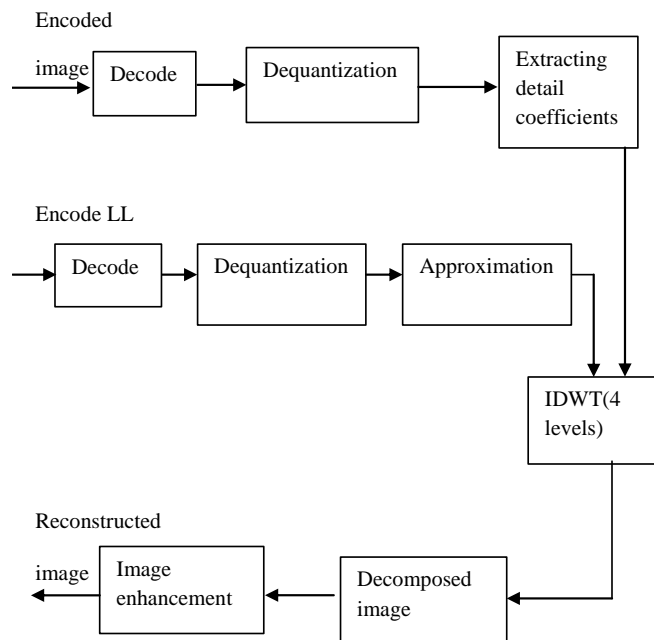 Encoded
image
Decode
Dequantization
Extracting
detail
coefficients
Encode LL
Decode
Dequantization
Approximation
IDWT(4
levels)
Reconstructed
image
Image
enhancement
Decomposed
image